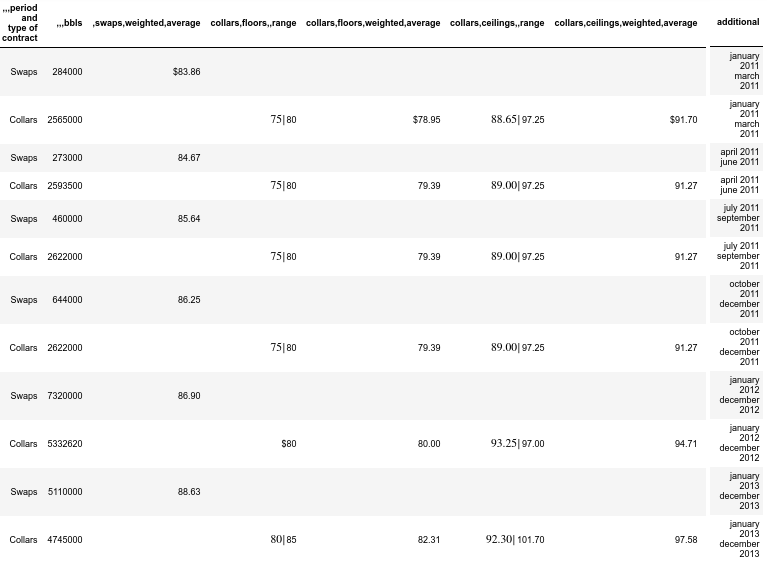 ,,,period and type of contract ,,,bbls ,swaps,weighted,average collars,floors,,range collars,floors,weighted,average collars,ceilings,,range collars,ceilings,weighted,average additional
Swaps 284000 $83.86 january 2011 march 2011
Collars 2565000 75|80 $78.95 88.65|97.25 $91.70 january 2011 march 2011
Swaps 273000 84.67 april 2011 june 2011
Collars 2593500 75|80 79.39 89.00|97.25 91.27 april 2011 june 2011
Swaps 460000 85.64 july 2011 september 2011
Collars 2622000 75|80 79.39 89.00|97.25 91.27 july 2011 september 2011
Swaps 644000 86.25 october 2011 december 2011
Collars 2622000 75|80 79.39 89.00|97.25 91.27 october 2011 december 2011
Swaps 7320000 86.90 january 2012 december 2012
Collars 5332620 $80 80.00 93.25|97.00 94.71 january 2012 december 2012
Swaps 5110000 88.63 january 2013 december 2013
Collars 4745000 80|85 82.31 92.30|101.70 97.58 january 2013 december 2013